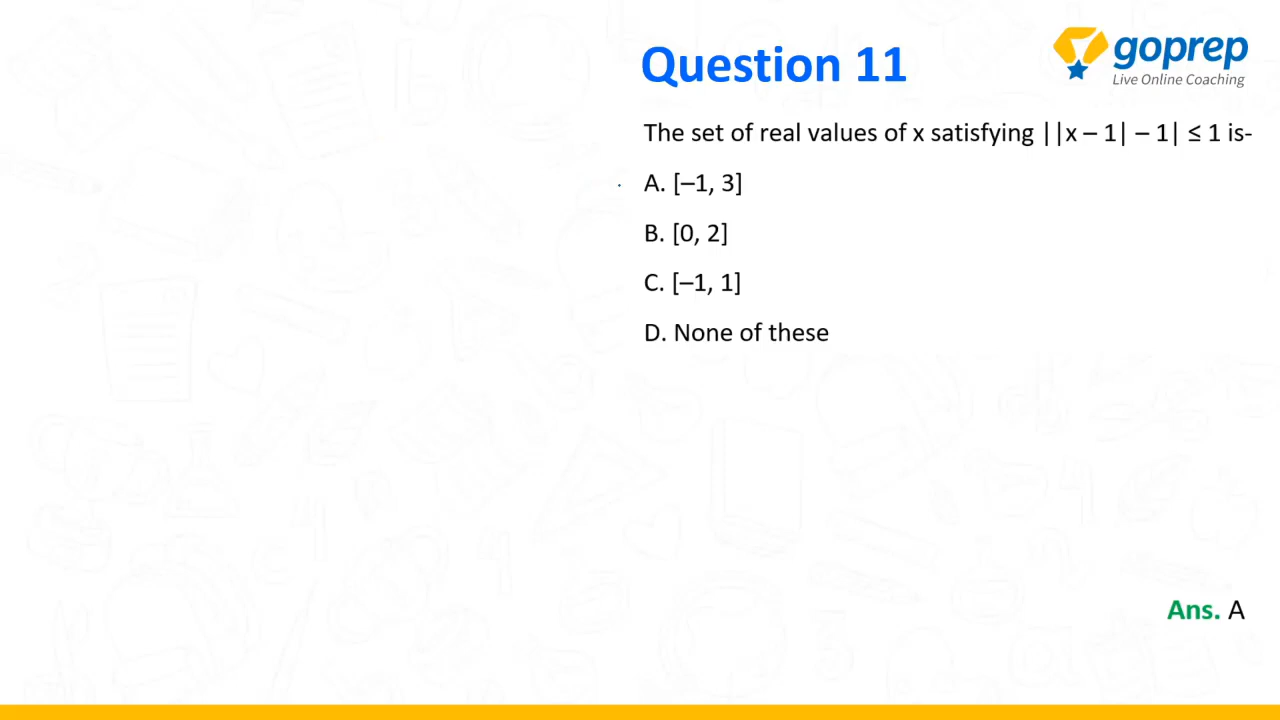 goprep
Live Online Coaching
Question 11
The set of real values of x satisfying ||x – 1| – 1| ≤ 1 is-
A. [–1, 3]
B. [0, 2]
C. [–1, 1]
D. None of these
Ans. A